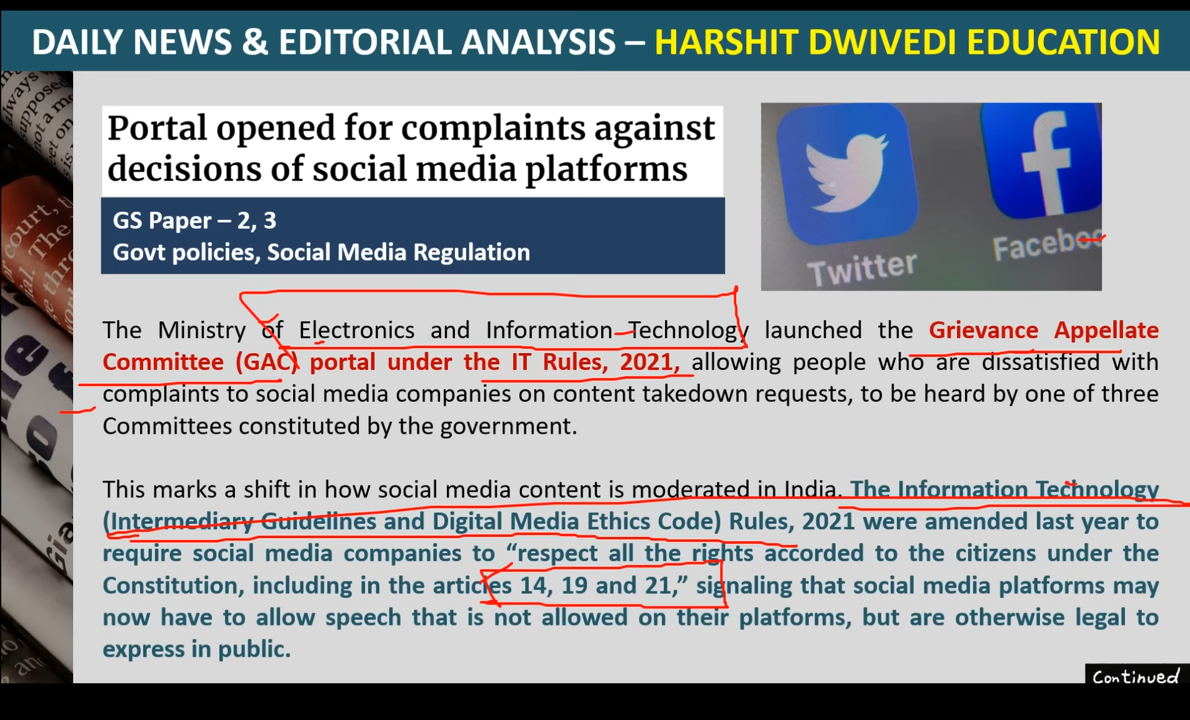 DAILY NEWS & EDITORIAL ANALYSIS – HARSHIT DWIVEDI EDUCATION
Portal opened for complaints against
decisions of social media platforms
GS Paper – 2, 3
Govt policies, Social Media Regulation
Twitter
The Ministry of Electronics and Information Technology launched the Grievance Appellate
Committee (GAC) portal under the IT Rules, 2021, allowing people who are dissatisfied with
complaints to social media companies on content takedown requests, to be heard by one of three
Committees constituted by the government.
This marks a shift in how social media content is moderated in India. The Information Technology
(Intermediary Guidelines and Digital Media Ethics Code) Rules, 2021 were amended last year to
require social media companies to “respect all the rights accorded to the citizens under the
Constitution, including in the articles 14, 19 and 21,” signaling that social media platforms may
now have to allow speech that is not allowed on their platforms, but are otherwise legal to
express in public.
Continued